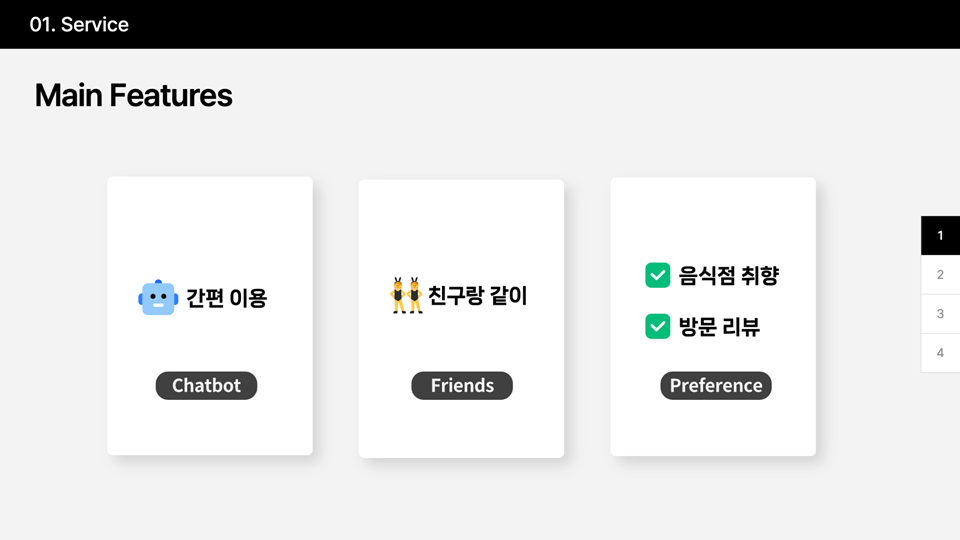 01. Service
Main Features
간편 이용
Chatbot
친구랑 같이
Friends
음식점 취향
방문 리뷰
Preference
1
2
3
4